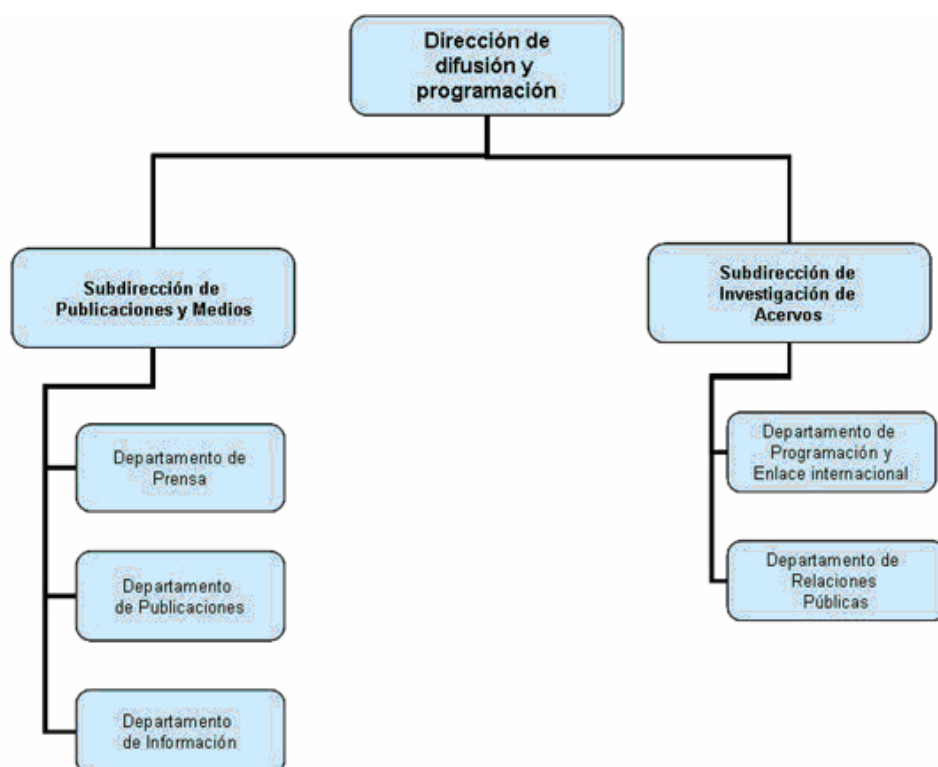 Dirección de
difusión y
programación
Subdirección de
Publicaciones y Medios
Departamento de
Prensa
Departamento
de Publicaciones
Departamento
de Información
Subdirección de
Investigación de
Acervos
Departamento de
Programación y
Enlace internacional
Departamento de
Relaciones
Públicas